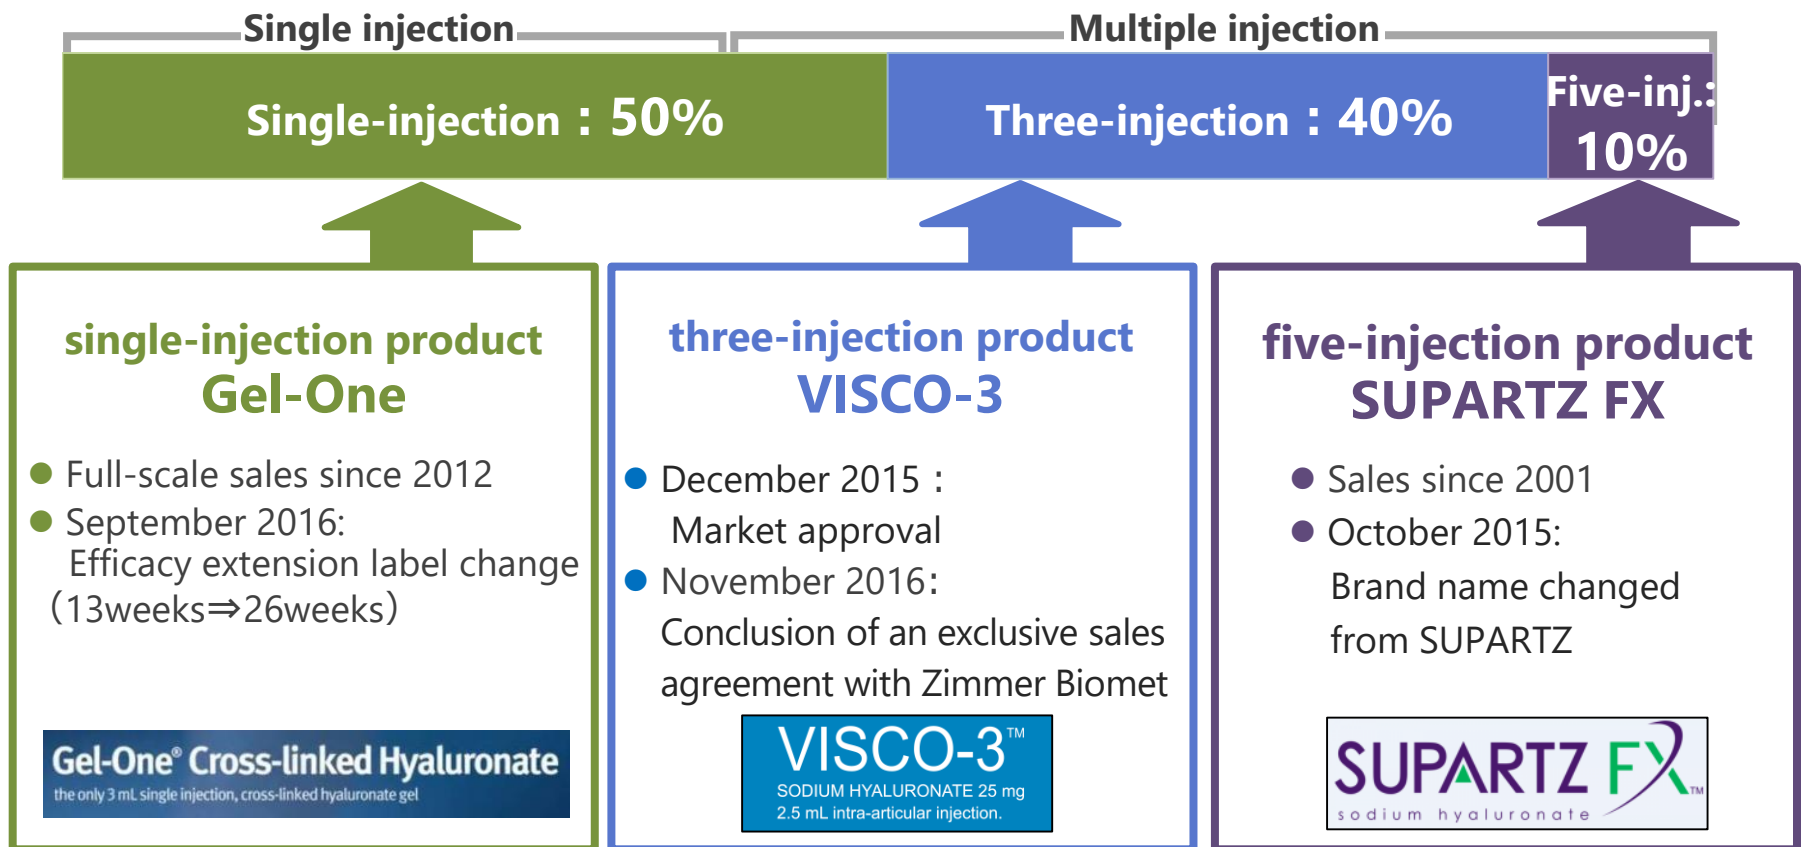 Single injection
Multiple injection
Single-injection : 50%
Three-injection : 40%
Five-inj.:
10%
single-injection product
Gel-One
● Full-scale sales since 2012
● September 2016:
Efficacy extension label change
(13weeks⇒26weeks)
Gel-One® Cross-linked Hyaluronate
the only 3 mL single injection, cross-linked hyaluronate gel
three-injection product
VISCO-3
● December 2015 :
Market approval
● November 2016:
Conclusion of an exclusive sales
agreement with Zimmer Biomet
VISCO-3™
SODIUM HYALURONATE 25 mg
2.5 mL intra-articular injection.
five-injection product
SUPARTZ FX
● Sales since 2001
● October 2015:
Brand name changed
from SUPARTZ
SUPARTZ FX™
sodium hyaluronate